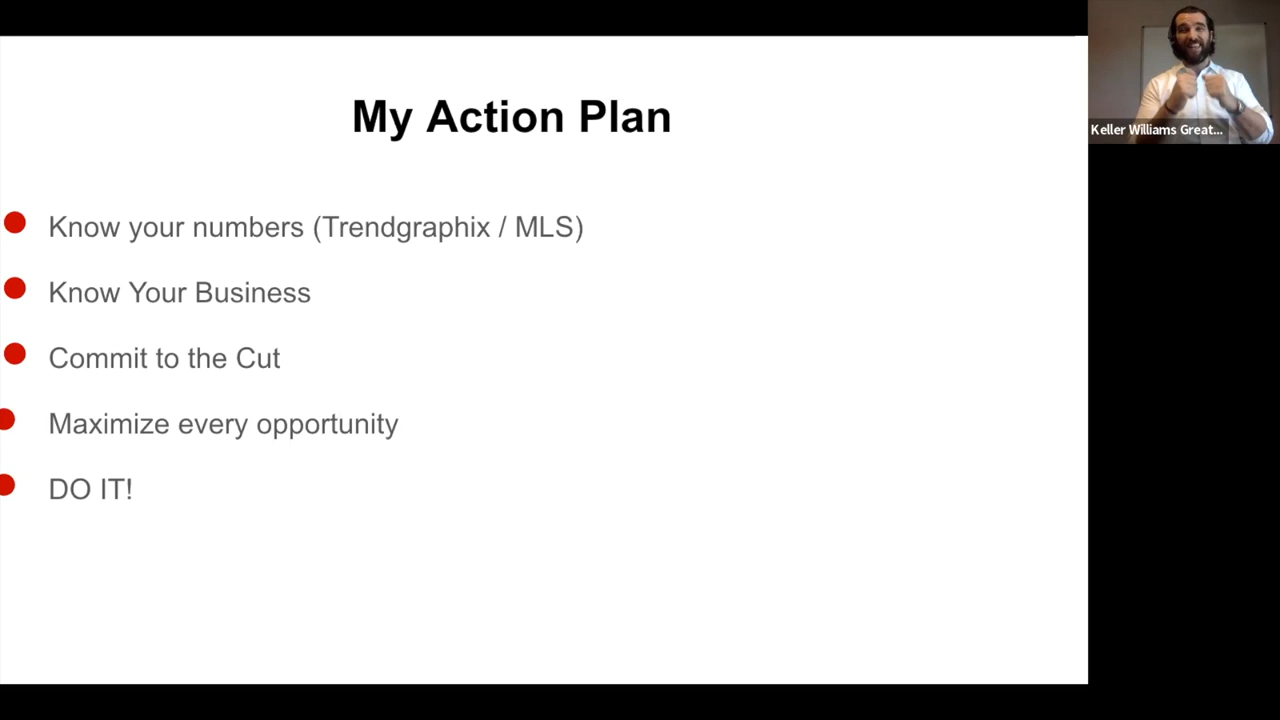 My Action Plan
Know your numbers (Trendgraphix / MLS)
Know Your Business
Commit to the Cut
Maximize every opportunity
DO IT!
Keller Williams Great...